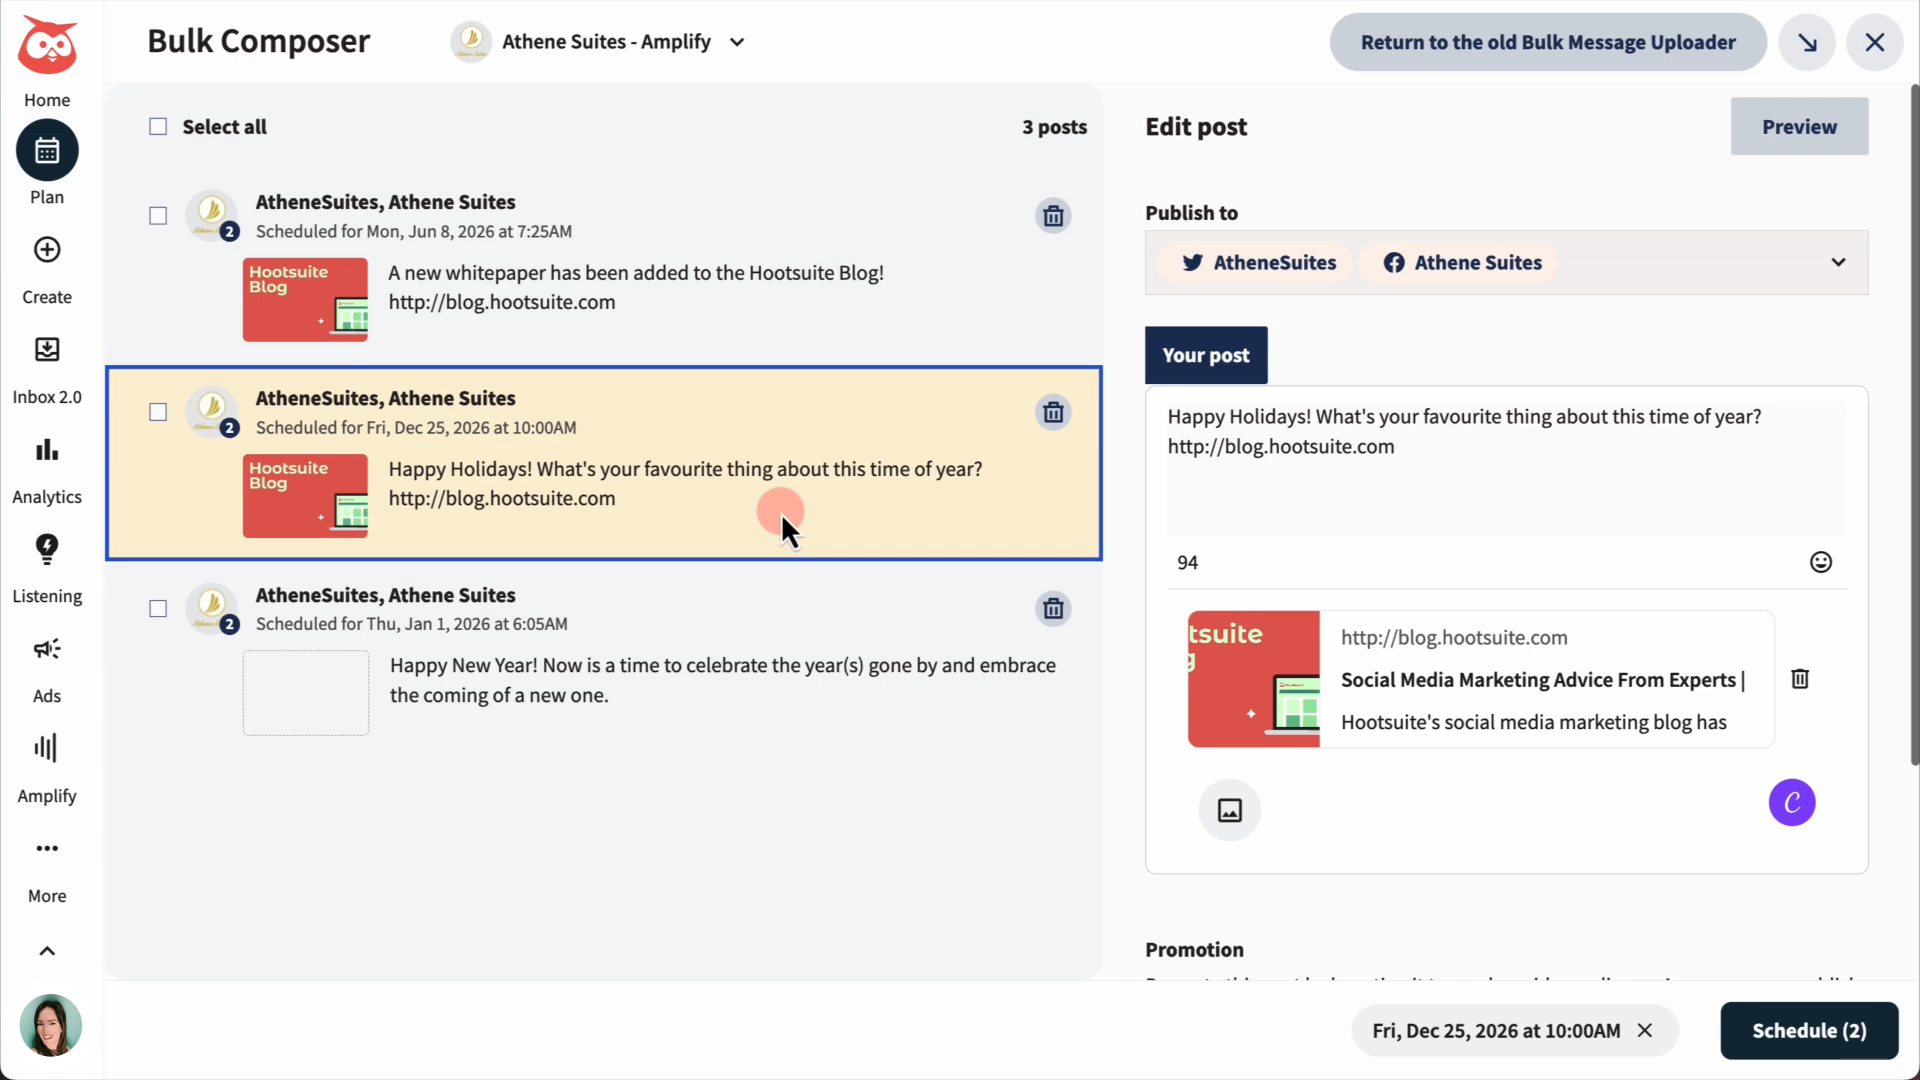 Bulk Composer
Athene Suites - Amplify
Return to the old Bulk Message Uploader
Home
Plan
Create
Inbox 2.0
Analytics
Listening
Ads
Amplify
More
Select all
3 posts
AtheneSuites, Athene Suites
Scheduled for Mon, Jun 8, 2026 at 7:25AM
2
Hootsuite
Blog
A new whitepaper has been added to the Hootsuite Blog!
http://blog.hootsuite.com
AtheneSuites, Athene Suites
Scheduled for Fri, Dec 25, 2026 at 10:00AM
2
Hootsuite
Blog
Happy Holidays! What's your favourite thing about this time of year?
http://blog.hootsuite.com
AtheneSuites, Athene Suites
Scheduled for Thu, Jan 1, 2026 at 6:05AM
2
Happy New Year! Now is a time to celebrate the year(s) gone by and embrace
the coming of a new one.
Edit post
Preview
Publish to
AtheneSuites
Athene Suites
Your post
Happy Holidays! What's your favourite thing about this time of year?
http://blog.hootsuite.com
94
tsuite
g
http://blog.hootsuite.com
Social Media Marketing Advice From Experts |
Hootsuite's social media marketing blog has
C
Promotion
Fri, Dec 25, 2026 at 10:00AM
Schedule (2)